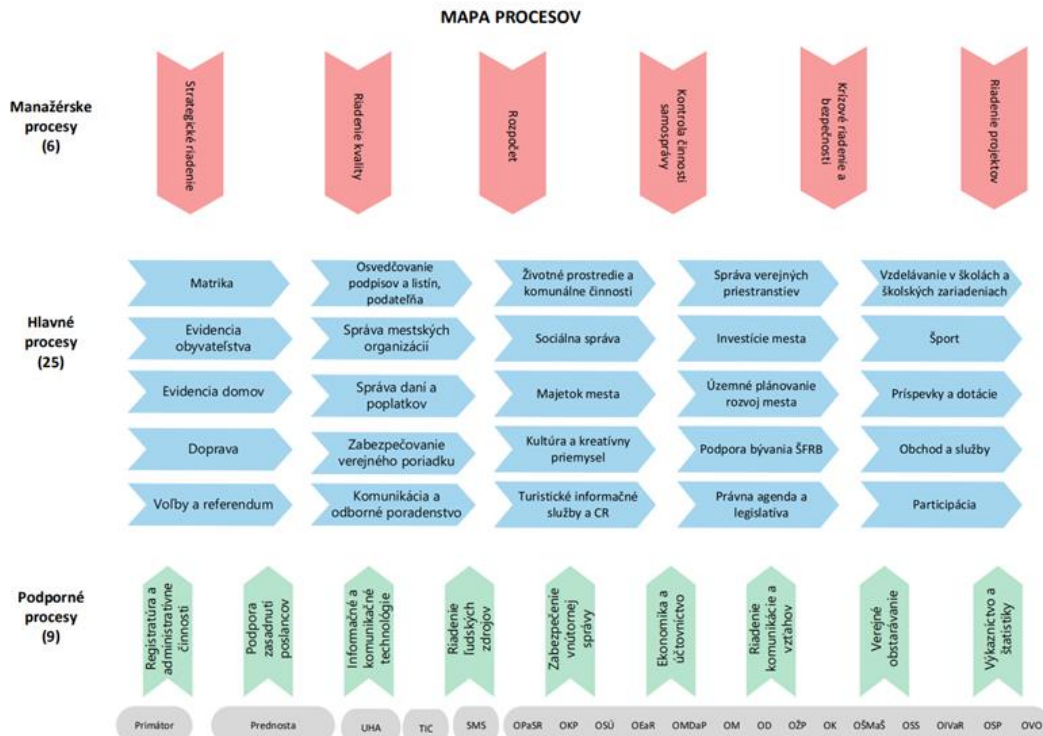 MAPA PROCESOV
Manažérske
procesy
(6)
Strategické riadenie
Riadenie kvality
Rozpočet
Kontrola činnosti
samosprávy
Krízové riadenie a
bezpečnosti
Riadenie projektov
Hlavné
procesy
(25)
Matrika
Osvedčovanie
podpisov a listín,
podateľňa
Životné prostredie a
komunálne činnosti
Správa verejných
priestranstiev
Vzdelávanie v školách a
školských zariadeniach
Evidencia
obyvateľstva
Správa mestských
organizácií
Sociálna správa
Investície mesta
Šport
Evidencia domov
Správa daní a
poplatkov
Majetok mesta
Územné plánovanie
rozvoj mesta
Príspevky a dotácie
Doprava
Zabezpečovanie
verejného poriadku
Kultúra a kreatívny
priemysel
Podpora bývania ŠFRB
Obchod a služby
Voľby a referendum
Komunikácia a
odborné poradenstvo
Turistické informačné
služby a CR
Právna agenda a
legislatíva
Participácia
Podporné
procesy
(9)
Registratúra a
administratívne
činnosti
Podpora
zasadnutí
poslancov
Informačné a
komunikačné
technológie
Riadenie
ľudských
zdrojov
Zabezpečenie
vnútornej
správy
Ekonomika a
účtovníctvo
Riadenie
komunikácie a
vzťahov
Verejné
obstarávanie
Výkazníctvo a
štatistiky
Primátor
Prednosta
UHA
TIC
SMS
OPaSR OKP OSÚ OEaR OMDaP OM OD OŽP OK OŠMaŠ OSS OIVaR OSP OVO